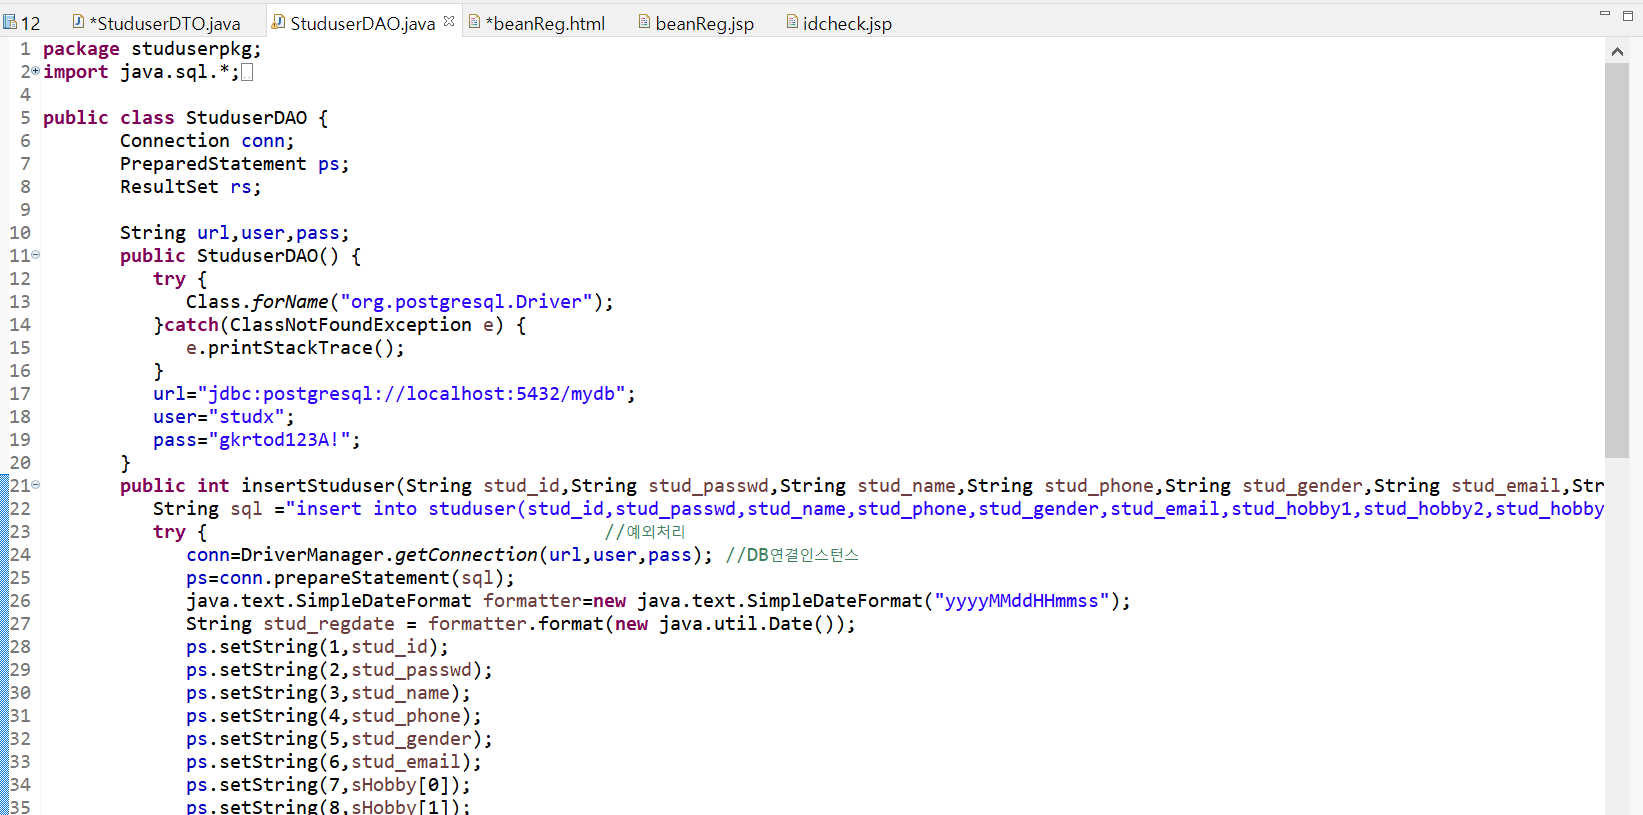 12 *StuduserDTO.java StuduserDAO.java *beanReg.html beanReg.jsp idcheck.jsp
1 package studuserpkg;
2 import java.sql.*;
4
5 public class StuduserDAO {
6 Connection conn;
7 PreparedStatement ps;
8 ResultSet rs;
9
10 String url,user,pass;
11 public StuduserDAO() {
12 try {
13 Class.forName("org.postgresql.Driver");
14 }catch(ClassNotFoundException e) {
15 e.printStackTrace();
16 }
17 url="jdbc:postgresql://localhost:5432/mydb";
18 user="studx";
19 pass="gkrtod123A!";
20 }
21 public int insertStuduser(String stud_id,String stud_passwd,String stud_name,String stud_phone,String stud_gender,String stud_email,Str
22 String sql ="insert into studuser(stud_id,stud_passwd,stud_name,stud_phone,stud_gender,stud_email,stud_hobby1,stud_hobby2,stud_hobby
23 try { //예외처리
24 conn=DriverManager.getConnection(url,user,pass); //DB연결인스턴스
25 ps=conn.prepareStatement(sql);
26 java.text.SimpleDateFormat formatter=new java.text.SimpleDateFormat("yyyyMMddHHmmss");
27 String stud_regdate = formatter.format(new java.util.Date());
28 ps.setString(1,stud_id);
29 ps.setString(2,stud_passwd);
30 ps.setString(3,stud_name);
31 ps.setString(4,stud_phone);
32 ps.setString(5,stud_gender);
33 ps.setString(6,stud_email);
34 ps.setString(7,sHobby[0]);
35 ps.setString(8,sHobby[1]);